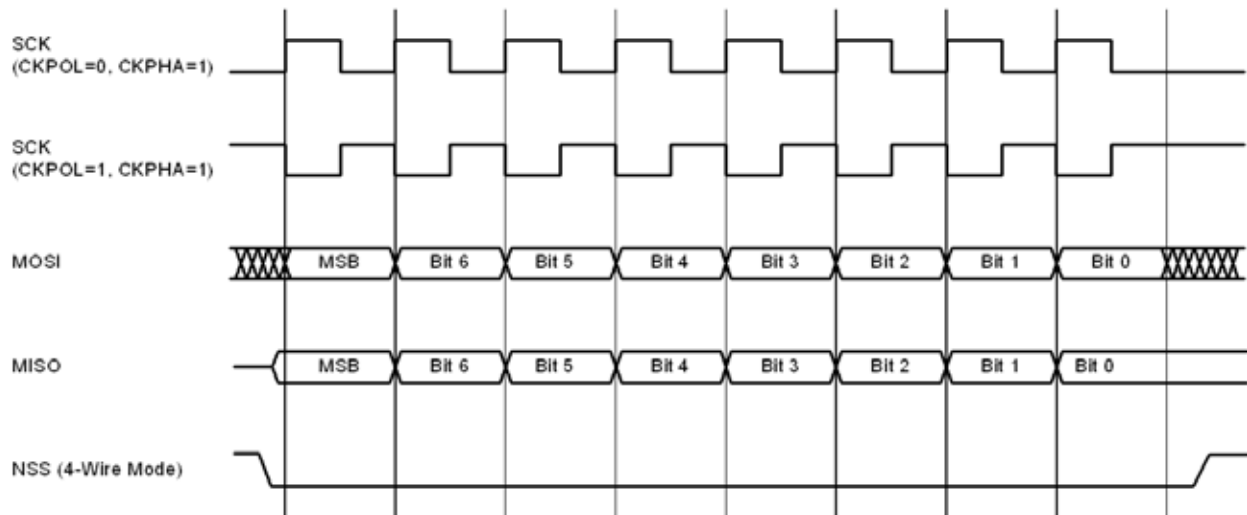 SCK
(CKPOL=0, CKPHA=1)
SCK
(CKPOL=1, CKPHA=1)
MOSI MSB Bit 6 Bit 5 Bit 4 Bit 3 Bit 2 Bit 1 Bit 0
MISO MSB Bit 6 Bit 5 Bit 4 Bit 3 Bit 2 Bit 1 Bit 0
NSS (4-Wire Mode)